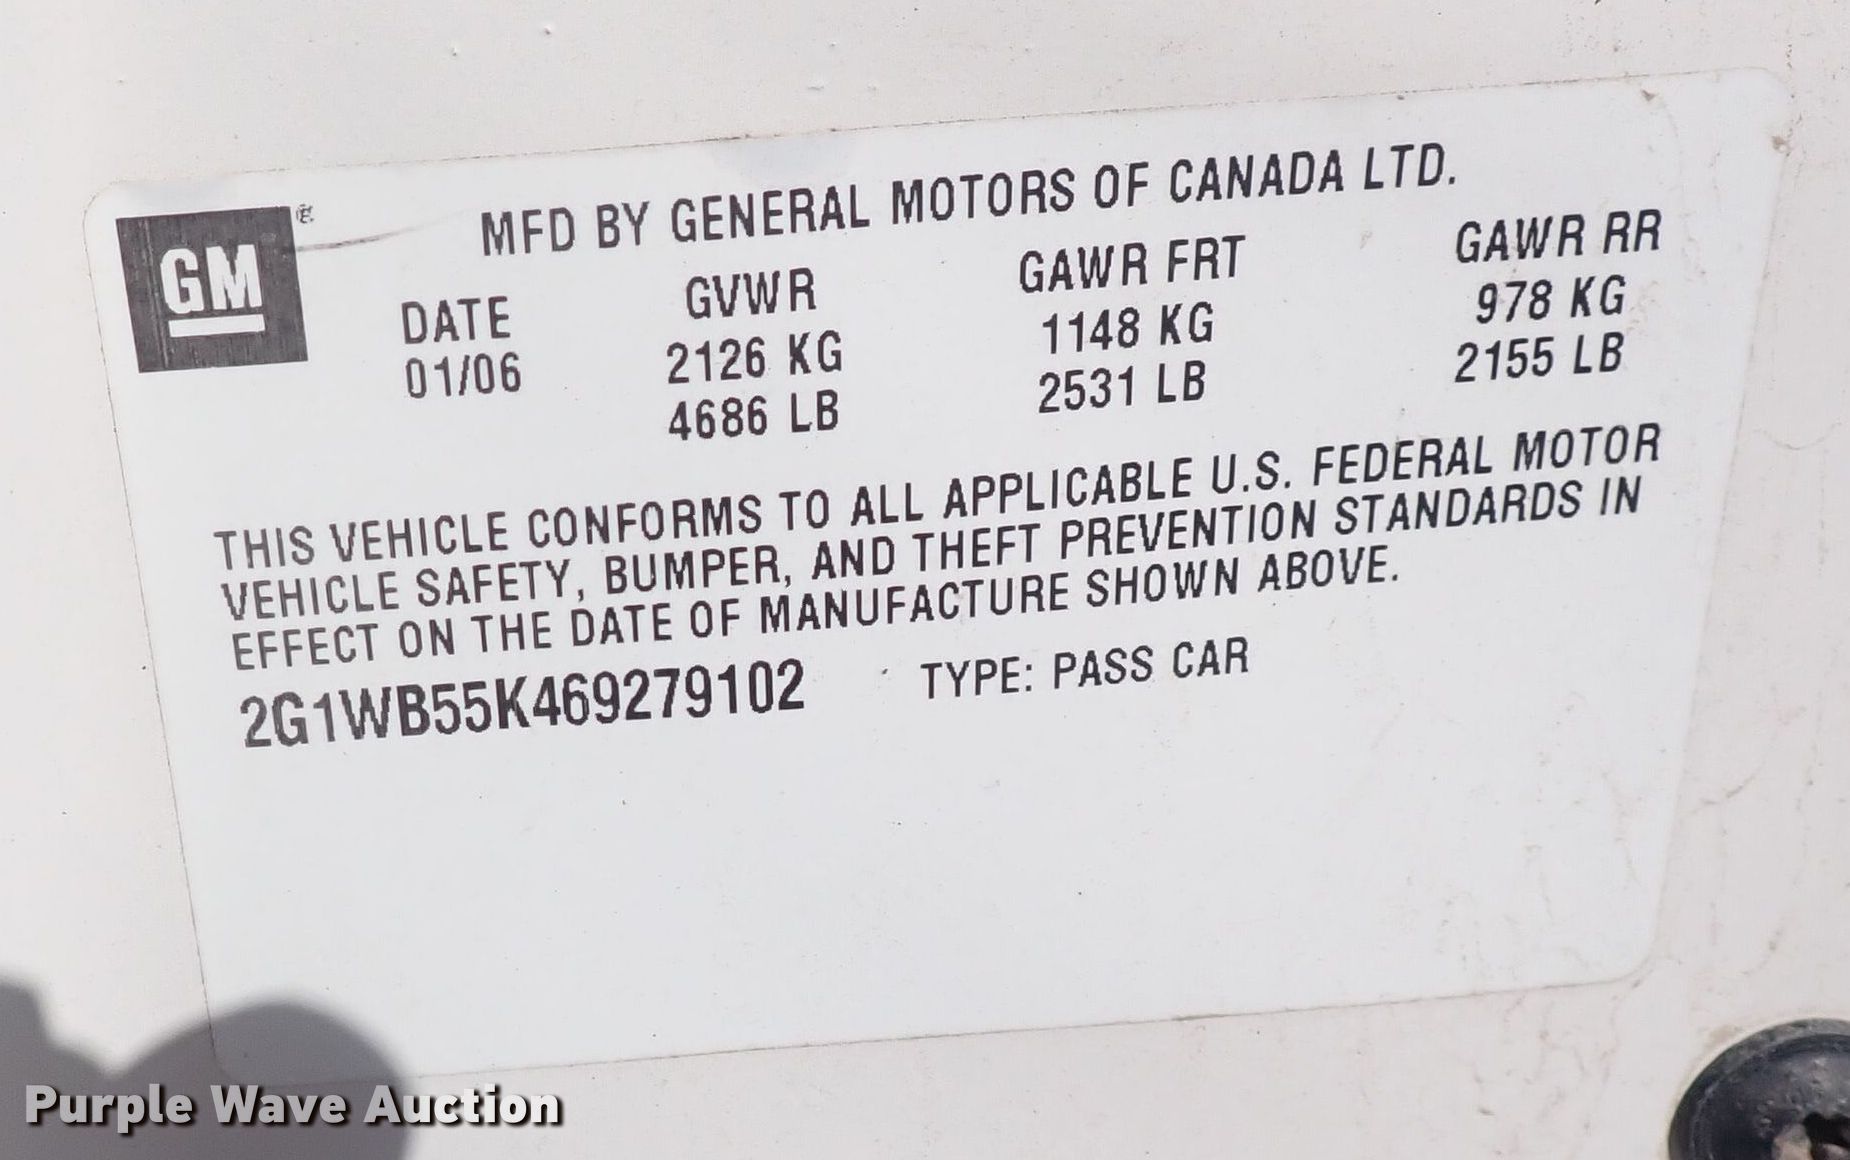 GM ®
MFD BY GENERAL MOTORS OF CANADA LTD.
DATE GVWR GAWR FRT GAWR RR
01/06 2126 KG 1148 KG 978 KG
4686 LB 2531 LB 2155 LB
THIS VEHICLE CONFORMS TO ALL APPLICABLE U.S. FEDERAL MOTOR
VEHICLE SAFETY, BUMPER, AND THEFT PREVENTION STANDARDS IN
EFFECT ON THE DATE OF MANUFACTURE SHOWN ABOVE.
2G1WB55K469279102 TYPE: PASS CAR
Purple Wave Auction